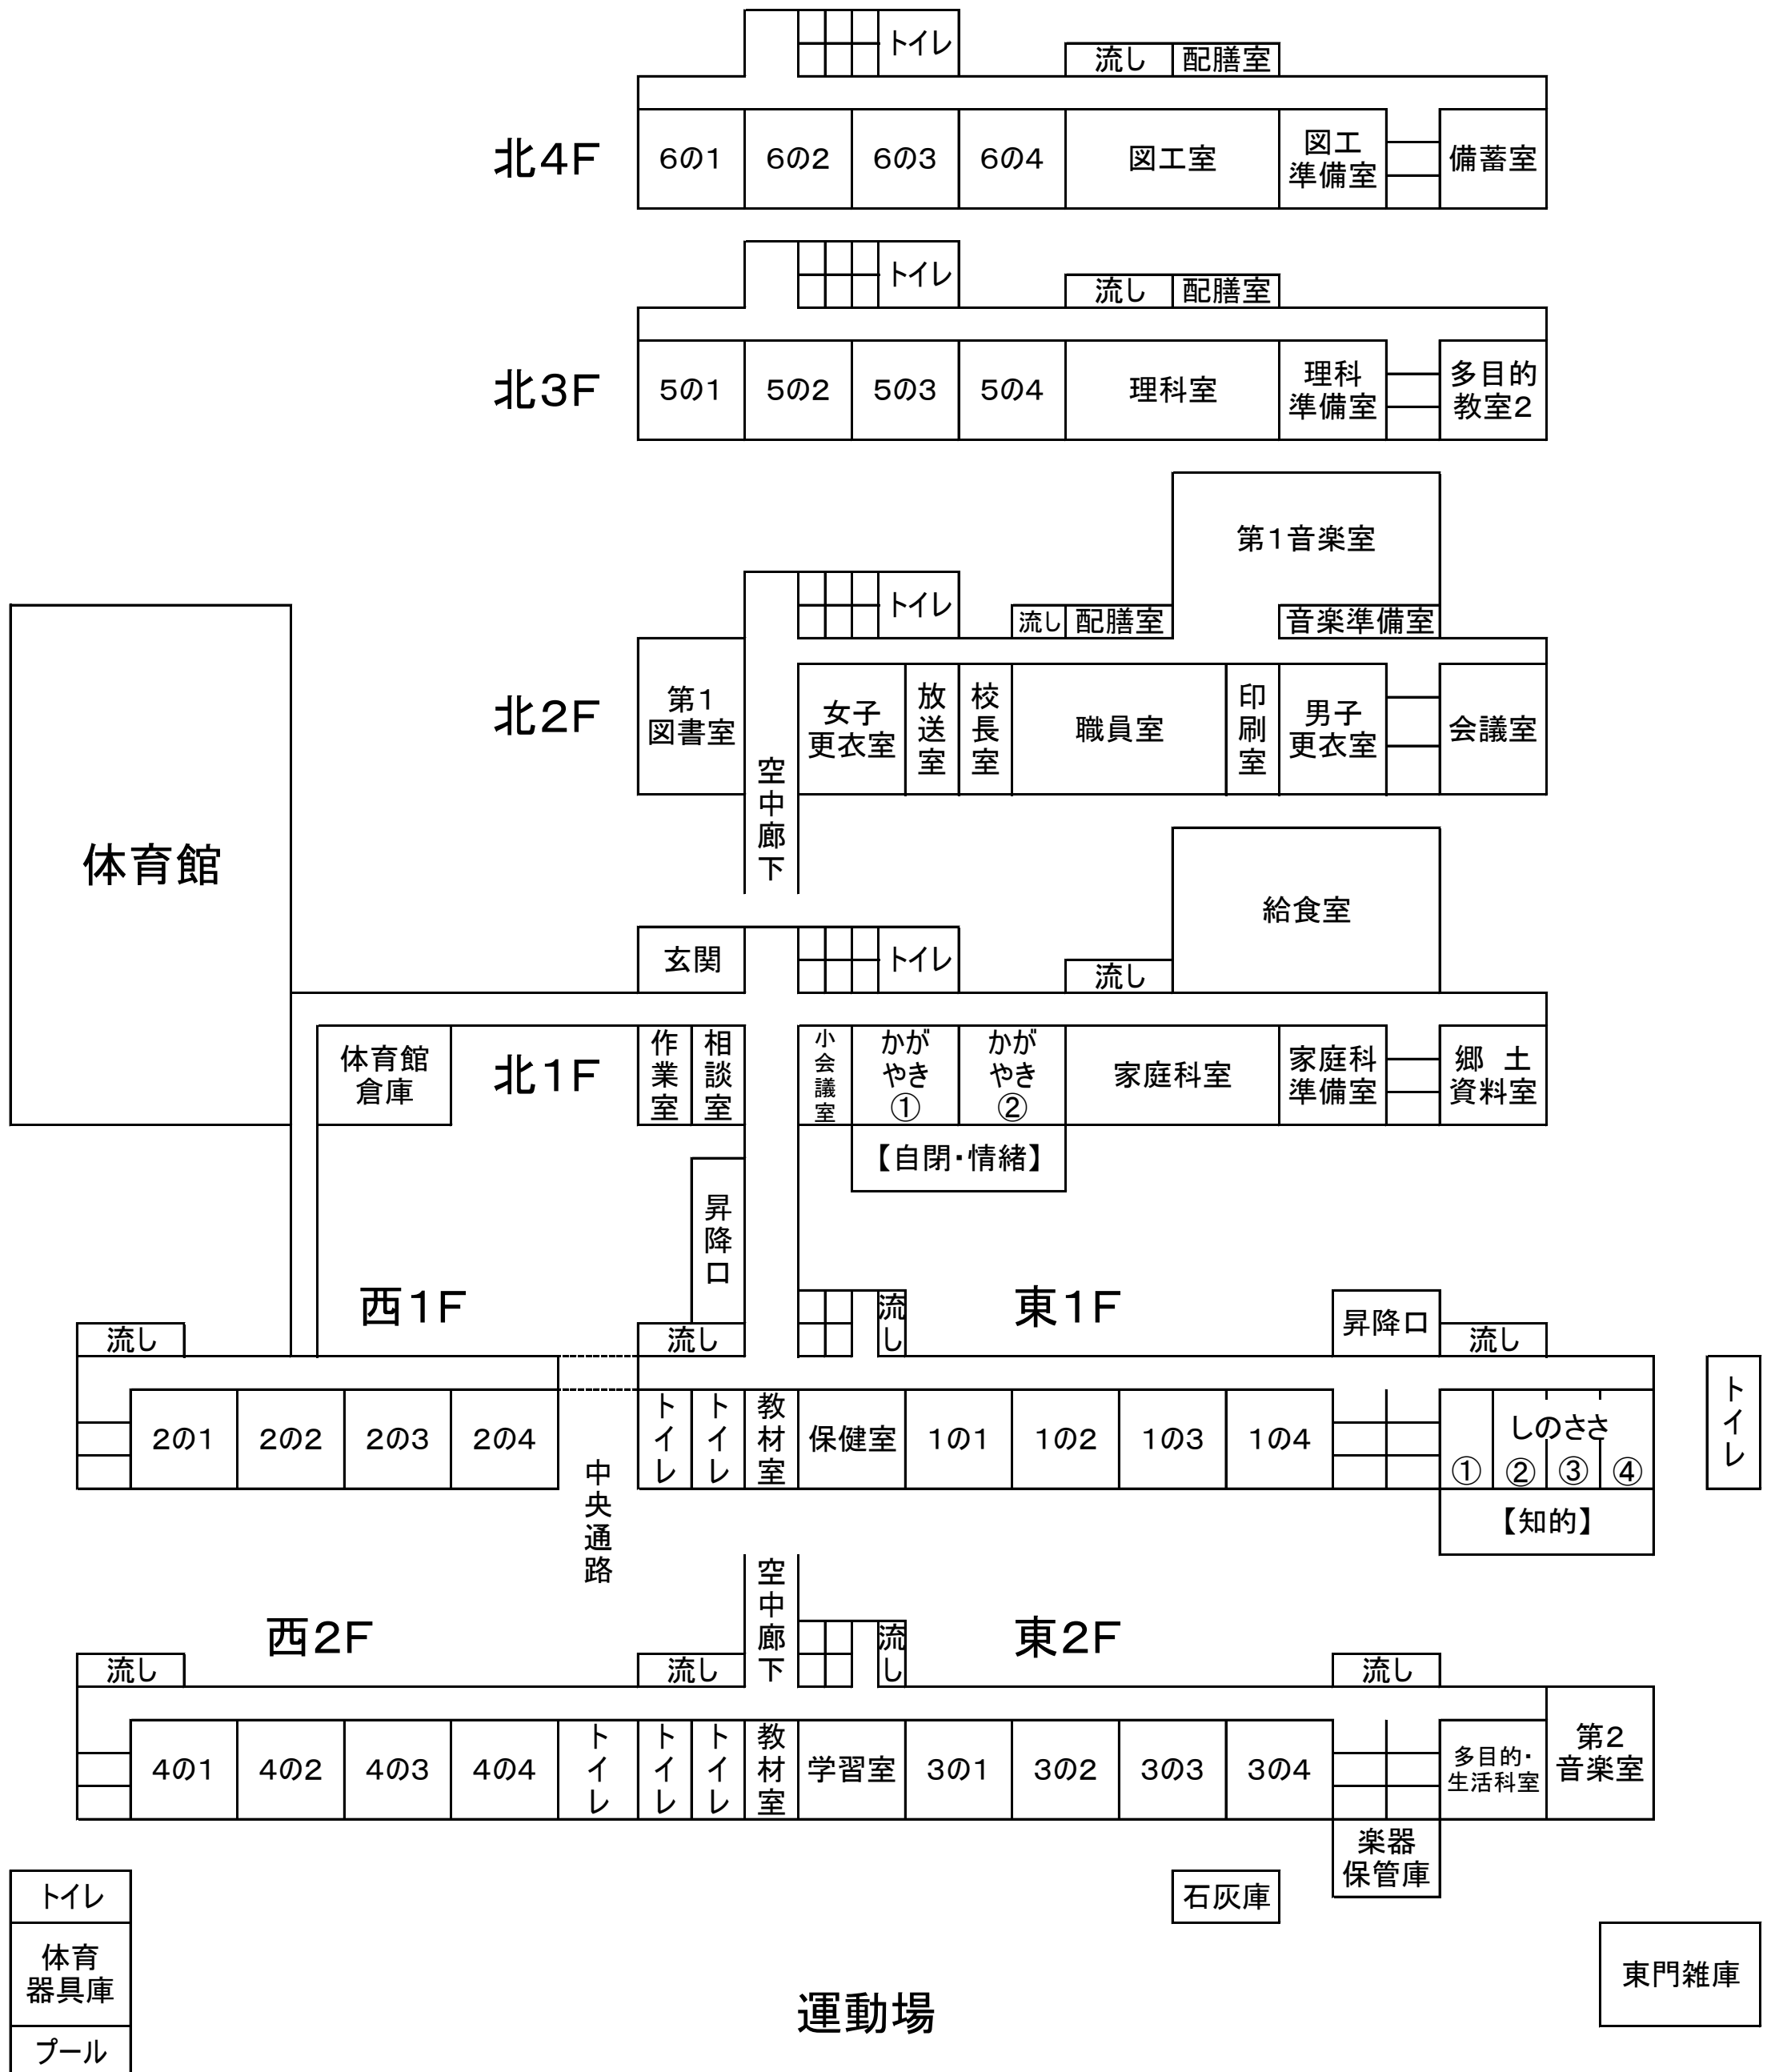 トイレ
流し
配膳室
北4F
6の1
6の2
6の3
6の4
図工室
図工
準備室
備蓄室
トイレ
流し
配膳室
北3F
5の1
5の2
5の3
5の4
理科室
理科
準備室
多目的
教室2
第1音楽室
トイレ
流し
配膳室
音楽準備室
北2F
第1
図書室
空中廊下
女子
更衣室
放送室
校長室
職員室
印刷室
男子
更衣室
会議室
体育館
給食室
玄関
トイレ
流し
体育館
倉庫
北1F
作業室
相談室
小会議室
かが
やき
①
かが
やき
②
家庭科室
家庭科
準備室
郷 土
資料室
【自閉・情緒】
昇降口
西1F
東1F
流し
流し
流し
昇降口
流し
トイレ
2の1
2の2
2の3
2の4
中央通路
トイレ
トイレ
教材室
保健室
1の1
1の2
1の3
1の4
しのささ
①
②
③
④
【知的】
西2F
空中廊下
東2F
流し
流し
流し
流し
4の1
4の2
4の3
4の4
トイレ
トイレ
トイレ
教材室
学習室
3の1
3の2
3の3
3の4
多目的・
生活科室
第2
音楽室
楽器
保管庫
トイレ
石灰庫
体育
器具庫
東門雑庫
運動場
プール